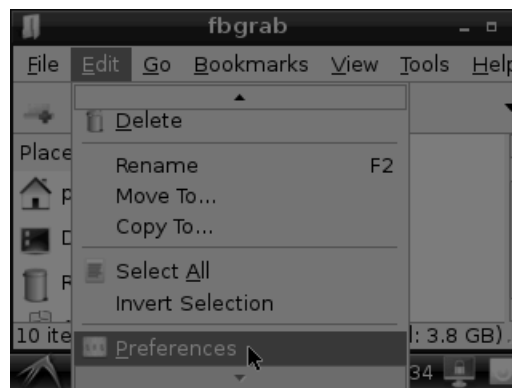 fbgrab
File Edit Go Bookmarks View Tools Help
Delete
Place
Rename F2
Move To...
Copy To...
Select All
Invert Selection
10 ite
l: 3.8 GB)
Preferences
34